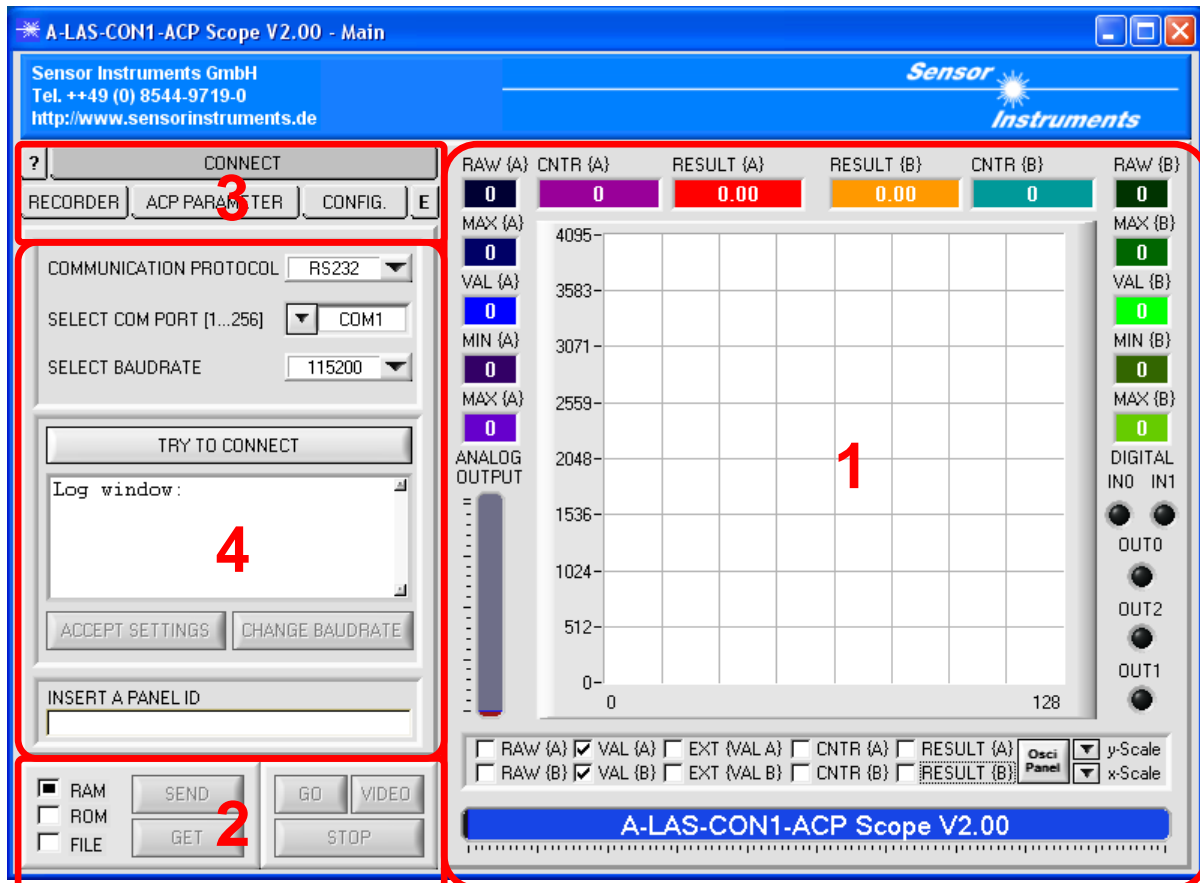 A-LAS-CON1-ACP Scope V2.00 - Main
Sensor Instruments GmbH
Tel. ++49 (0) 8544-9719-0
http://www.sensorinstruments.de
Sensor
Instruments
? CONNECT
RECORDER ACP PARAMETER CONFIG. E
3
COMMUNICATION PROTOCOL RS232
SELECT COM PORT [1...256] COM1
SELECT BAUDRATE 115200
TRY TO CONNECT
Log window:
4
ACCEPT SETTINGS CHANGE BAUDRATE
INSERT A PANEL ID
RAM
ROM
FILE
SEND
GET
2
GO VIDEO
STOP
RAW {A} CNTR {A} RESULT {A} RESULT {B} CNTR {B} RAW {B}
0 0 0.00 0.00 0 0
MAX {A}
0
VAL {A}
0
MIN {A}
0
MAX {A}
0
ANALOG
OUTPUT
4095
3583
3071
2559
2048
1536
1024
512
0
0 128
1
MAX {B}
0
VAL {B}
0
MIN {B}
0
MAX {B}
0
DIGITAL
IN0 IN1
OUT0
OUT2
OUT1
RAW {A} VAL {A} EXT {VAL A} CNTR {A} RESULT {A}
RAW {B} VAL {B} EXT {VAL B} CNTR {B} RESULT {B}
Osci
Panel
y-Scale
x-Scale
A-LAS-CON1-ACP Scope V2.00